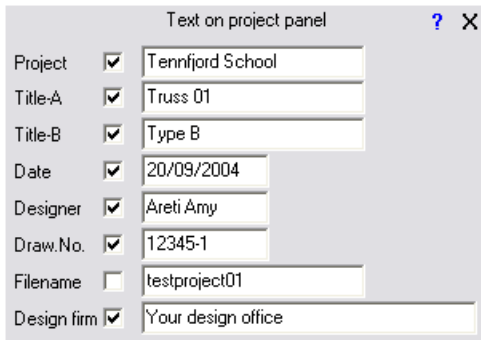 Text on project panel ? X
Project Tennfjord School
Title-A Truss 01
Title-B Type B
Date 20/09/2004
Designer Areti Amy
Draw.No. 12345-1
Filename testproject01
Design firm Your design office